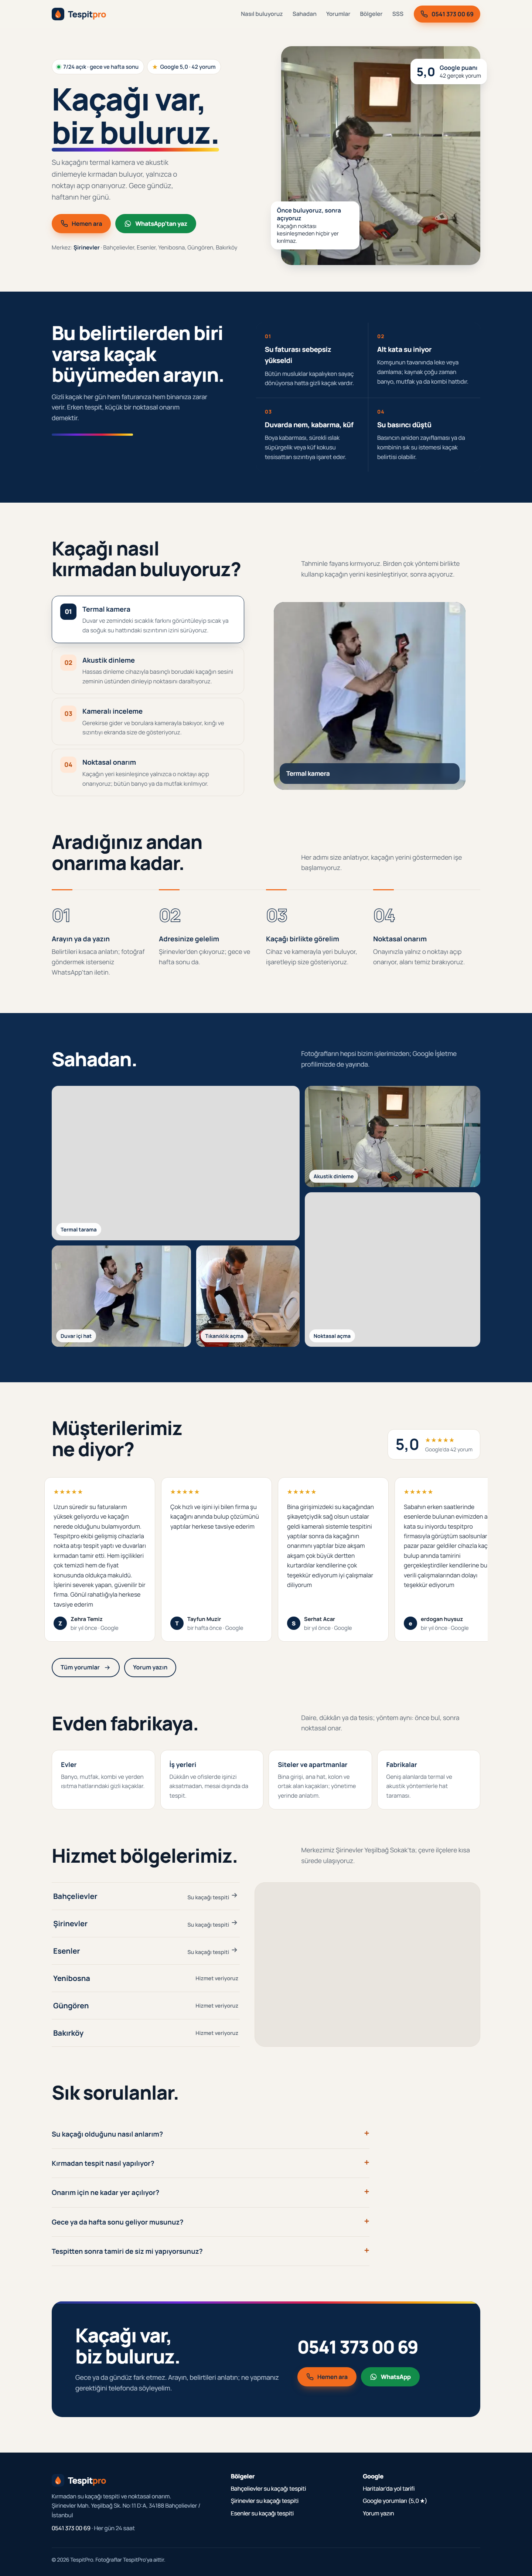 Tespitpro
Nasıl buluyoruz
Sahadan
Yorumlar
Bölgeler
SSS
0541 373 00 69
7/24 açık · gece ve hafta sonu
Google 5,0 · 42 yorum
Kaçağı var,
biz buluruz.
Su kaçağını termal kamera ve akustik
dinlemeyle kırmadan buluyor, yalnızca o
noktayı açıp onarıyoruz. Gece gündüz,
haftanın her günü.
Hemen ara
WhatsApp'tan yaz
Merkez: Şirinevler · Bahçelievler, Esenler, Yenibosna, Güngören, Bakırköy
5,0
Google puanı
42 gerçek yorum
Önce buluyoruz, sonra
açıyoruz
Kaçağın noktası
kesinleşmeden hiçbir yer
kırılmaz.
Bu belirtilerden biri
varsa kaçak
büyümeden arayın.
Gizli kaçak her gün hem faturanıza hem binanıza zarar
verir. Erken tespit, küçük bir noktasal onarım
demektir.
01
Su faturası sebepsiz
yükseldi
Bütün musluklar kapalıyken sayaç
dönüyorsa hatta gizli kaçak vardır.
02
Alt kata su iniyor
Komşunun tavanında leke veya
damlama; kaynak çoğu zaman
banyo, mutfak ya da kombi hattıdır.
03
Duvarda nem, kabarma, küf
Boya kabarması, sürekli ıslak
süpürgelik veya küf kokusu
tesisattan sızıntıya işaret eder.
04
Su basıncı düştü
Basıncın aniden zayıflaması ya da
kombinin sık su istemesi kaçak
belirtisi olabilir.
Kaçağı nasıl
kırmadan buluyoruz?
Tahminle fayans kırmıyoruz. Birden çok yöntemi birlikte
kullanıp kaçağın yerini kesinleştiriyor, sonra açıyoruz.
01
Termal kamera
Duvar ve zemindeki sıcaklık farkını görüntüleyip sıcak ya
da soğuk su hattındaki sızıntının izini sürüyoruz.
02
Akustik dinleme
Hassas dinleme cihazıyla basınçlı borudaki kaçağın sesini
zeminin üstünden dinleyip noktasını daraltıyoruz.
03
Kameralı inceleme
Gerekirse gider ve borulara kamerayla bakıyor, kırığı ve
sızıntıyı ekranda size de gösteriyoruz.
04
Noktasal onarım
Kaçağın yeri kesinleşince yalnızca o noktayı açıp
onarıyoruz; bütün banyo ya da mutfak kırılmıyor.
Termal kamera
Aradığınız andan
onarıma kadar.
Her adımı size anlatıyor, kaçağın yerini göstermeden işe
başlamıyoruz.
01
Arayın ya da yazın
Belirtileri kısaca anlatın; fotoğraf
göndermek isterseniz
WhatsApp'tan iletin.
02
Adresinize gelelim
Şirinevler'den çıkıyoruz; gece ve
hafta sonu da.
03
Kaçağı birlikte görelim
Cihaz ve kamerayla yeri buluyor,
işaretleyip size gösteriyoruz.
04
Noktasal onarım
Onayınızla yalnız o noktayı açıp
onarıyor, alanı temiz bırakıyoruz.
Sahadan.
Fotoğrafların hepsi bizim işlerimizden; Google İşletme
profilimizde de yayında.
Termal tarama
Akustik dinleme
Duvar içi hat
Tıkanıklık açma
Noktasal açma
Müşterilerimiz
ne diyor?
5,0
★★★★★
Google'da 42 yorum
★★★★★
Uzun süredir su faturalarım
yüksek geliyordu ve kaçağın
nerede olduğunu bulamıyordum.
Tespitpro ekibi gelişmiş cihazlarla
nokta atışı tespit yaptı ve duvarları
kırmadan tamir etti. Hem işçilikleri
çok temizdi hem de fiyat
konusunda oldukça makuldü.
İşlerini severek yapan, güvenilir bir
firma. Gönül rahatlığıyla herkese
tavsiye ederim
Z
Zehra Temiz
bir yıl önce · Google
★★★★★
Çok hızlı ve işini iyi bilen firma şu
kaçağını anında bulup çözümünü
yaptılar herkese tavsiye ederim
T
Tayfun Muzir
bir hafta önce · Google
★★★★★
Bina girişimizdeki su kaçağından
şikayetçiydik sağ olsun ustalar
geldi kameralı sistemle tespitini
yaptılar sonra da kaçağının
onarımını yaptılar bize akşam
akşam çok büyük dertten
kurtardılar kendilerine çok
teşekkür ediyorum iyi çalışmalar
diliyorum
S
Serhat Acar
bir yıl önce · Google
★★★★★
Sabahın erken saatlerinde
esenlerde bulunan evimizden a
kata su iniyordu tespitpro
firmasıyla görüştüm saolsunlar
pazar pazar geldiler cihazla kaç
bulup anında tamirini
gerçekleştirdiler kendilerine bu
verili çalışmalarından dolayı
teşekkür ediyorum
e
erdogan huysuz
bir yıl önce · Google
Tüm yorumlar →
Yorum yazın
Evden fabrikaya.
Daire, dükkân ya da tesis; yöntem aynı: önce bul, sonra
noktasal onar.
Evler
Banyo, mutfak, kombi ve yerden
ısıtma hatlarındaki gizli kaçaklar.
İş yerleri
Dükkân ve ofislerde işinizi
aksatmadan, mesai dışında da
tespit.
Siteler ve apartmanlar
Bina girişi, ana hat, kolon ve
ortak alan kaçakları; yönetime
yerinde anlatım.
Fabrikalar
Geniş alanlarda termal ve
akustik yöntemlerle hat
taraması.
Hizmet bölgelerimiz.
Merkezimiz Şirinevler Yeşilbağ Sokak'ta; çevre ilçelere kısa
sürede ulaşıyoruz.
Bahçelievler
Su kaçağı tespiti →
Şirinevler
Su kaçağı tespiti →
Esenler
Su kaçağı tespiti →
Yenibosna
Hizmet veriyoruz
Güngören
Hizmet veriyoruz
Bakırköy
Hizmet veriyoruz
Sık sorulanlar.
Su kaçağı olduğunu nasıl anlarım? +
Kırmadan tespit nasıl yapılıyor? +
Onarım için ne kadar yer açılıyor? +
Gece ya da hafta sonu geliyor musunuz? +
Tespitten sonra tamiri de siz mi yapıyorsunuz? +
Kaçağı var,
biz buluruz.
Gece ya da gündüz fark etmez. Arayın, belirtileri anlatın; ne yapmanız
gerektiğini telefonda söyleyelim.
0541 373 00 69
Hemen ara
WhatsApp
Tespitpro
Kırmadan su kaçağı tespiti ve noktasal onarım.
Şirinevler Mah. Yeşilbağ Sk. No:11 D:A, 34188 Bahçelievler /
İstanbul
0541 373 00 69 · Her gün 24 saat
Bölgeler
Bahçelievler su kaçağı tespiti
Şirinevler su kaçağı tespiti
Esenler su kaçağı tespiti
Google
Haritalar'da yol tarifi
Google yorumları (5,0 ★)
Yorum yazın
© 2026 TespitPro. Fotoğraflar TespitPro'ya aittir.